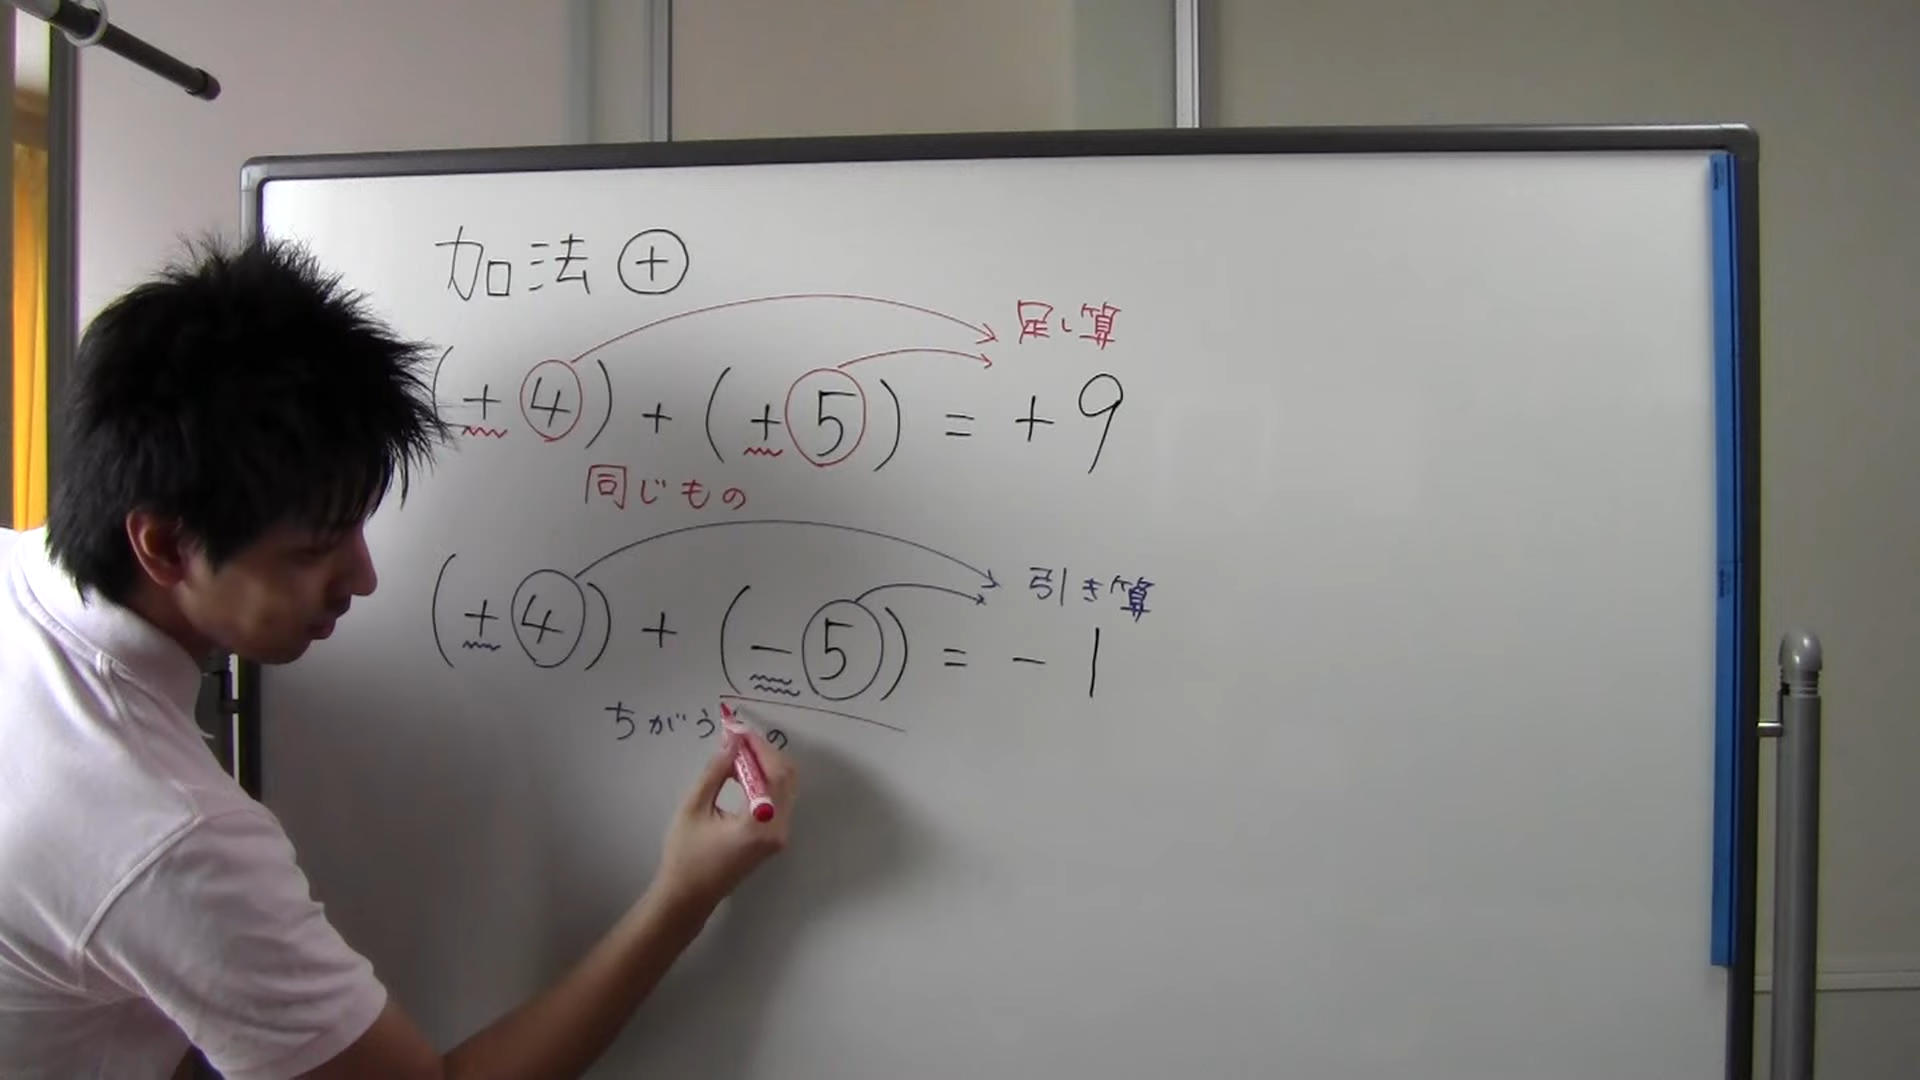 加法 +
足し算
(+4) + (+5) = +9
同じもの
引き算
(+4) + (-5) = -1
ちがうもの